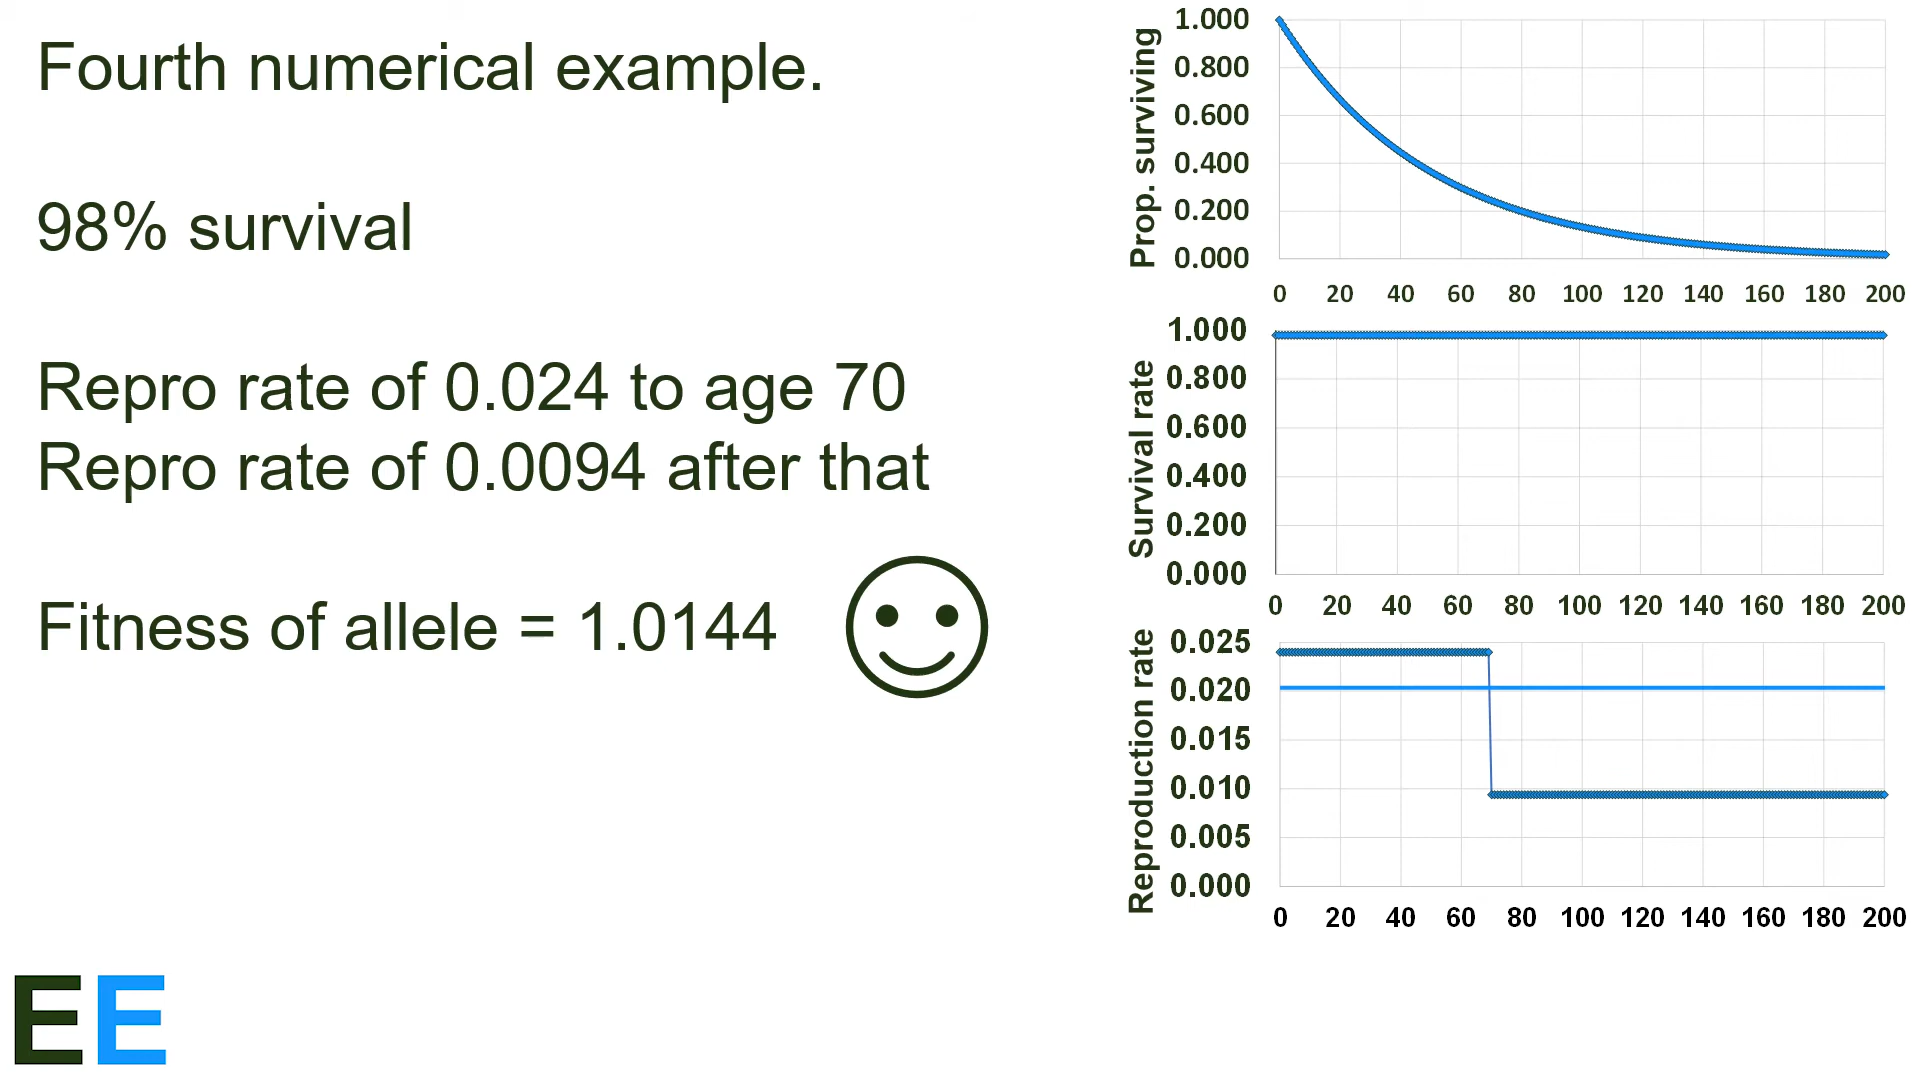 Fourth numerical example.
98% survival
Repro rate of 0.024 to age 70
Repro rate of 0.0094 after that
Fitness of allele = 1.0144
EE
Prop. surviving
1.000
0.800
0.600
0.400
0.200
0.000
0 20 40 60 80 100 120 140 160 180 200
Survival rate
1.000
0.800
0.600
0.400
0.200
0.000
0 20 40 60 80 100 120 140 160 180 200
Reproduction rate
0.025
0.020
0.015
0.010
0.005
0.000
0 20 40 60 80 100 120 140 160 180 200